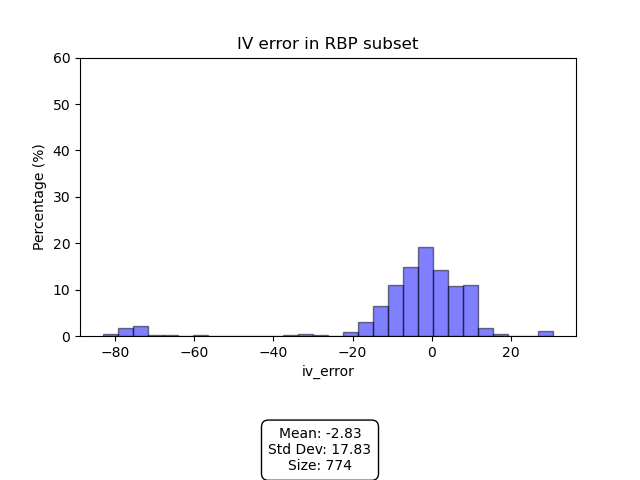 IV error in RBP subset
60
50
40
30
20
10
0
Percentage (%)
−80
−60
−40
−20
0
20
iv_error
Mean: -2.83
Std Dev: 17.83
Size: 774